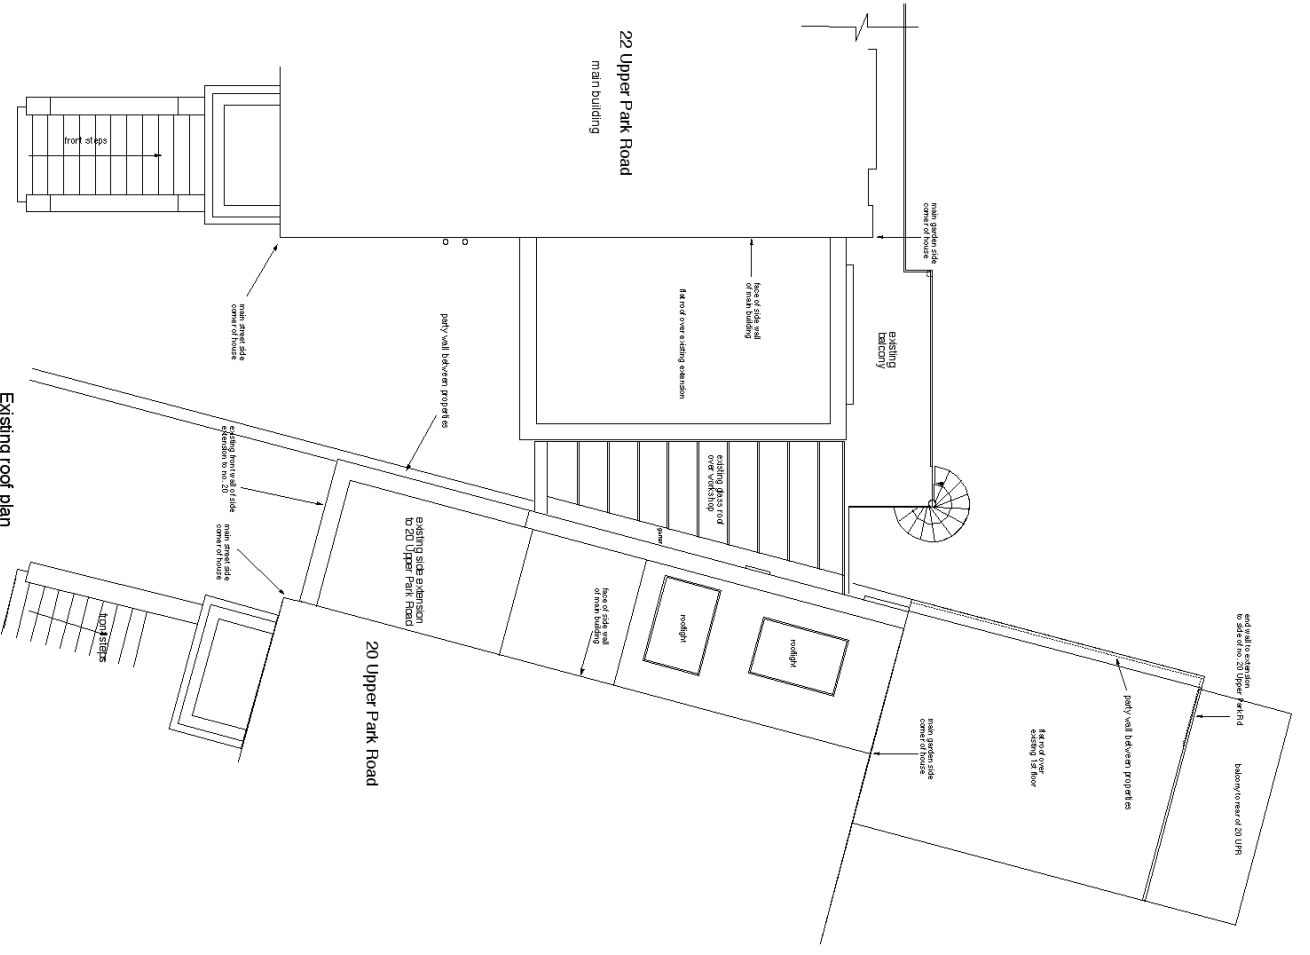 22 Upper Park Road
main building
front steps
main garden side
corner of house
face of side wall
of main building
flat roof over existing extension
existing
balcony
main street side
corner of house
party wall between properties
Existing roof plan
existing front wall of side
extension to no. 20
existing glass roof
over workshop
gutter
main street side
corner of house
existing side extension
to 20 Upper Park Road
face of side wall
of main building
rooflight
rooflight
front steps
20 Upper Park Road
end wall to extension
to side of no. 20 Upper Park Rd
party wall between properties
main garden side
corner of house
flat roof over
existing 1st floor
balcony to rear of 20 UPR